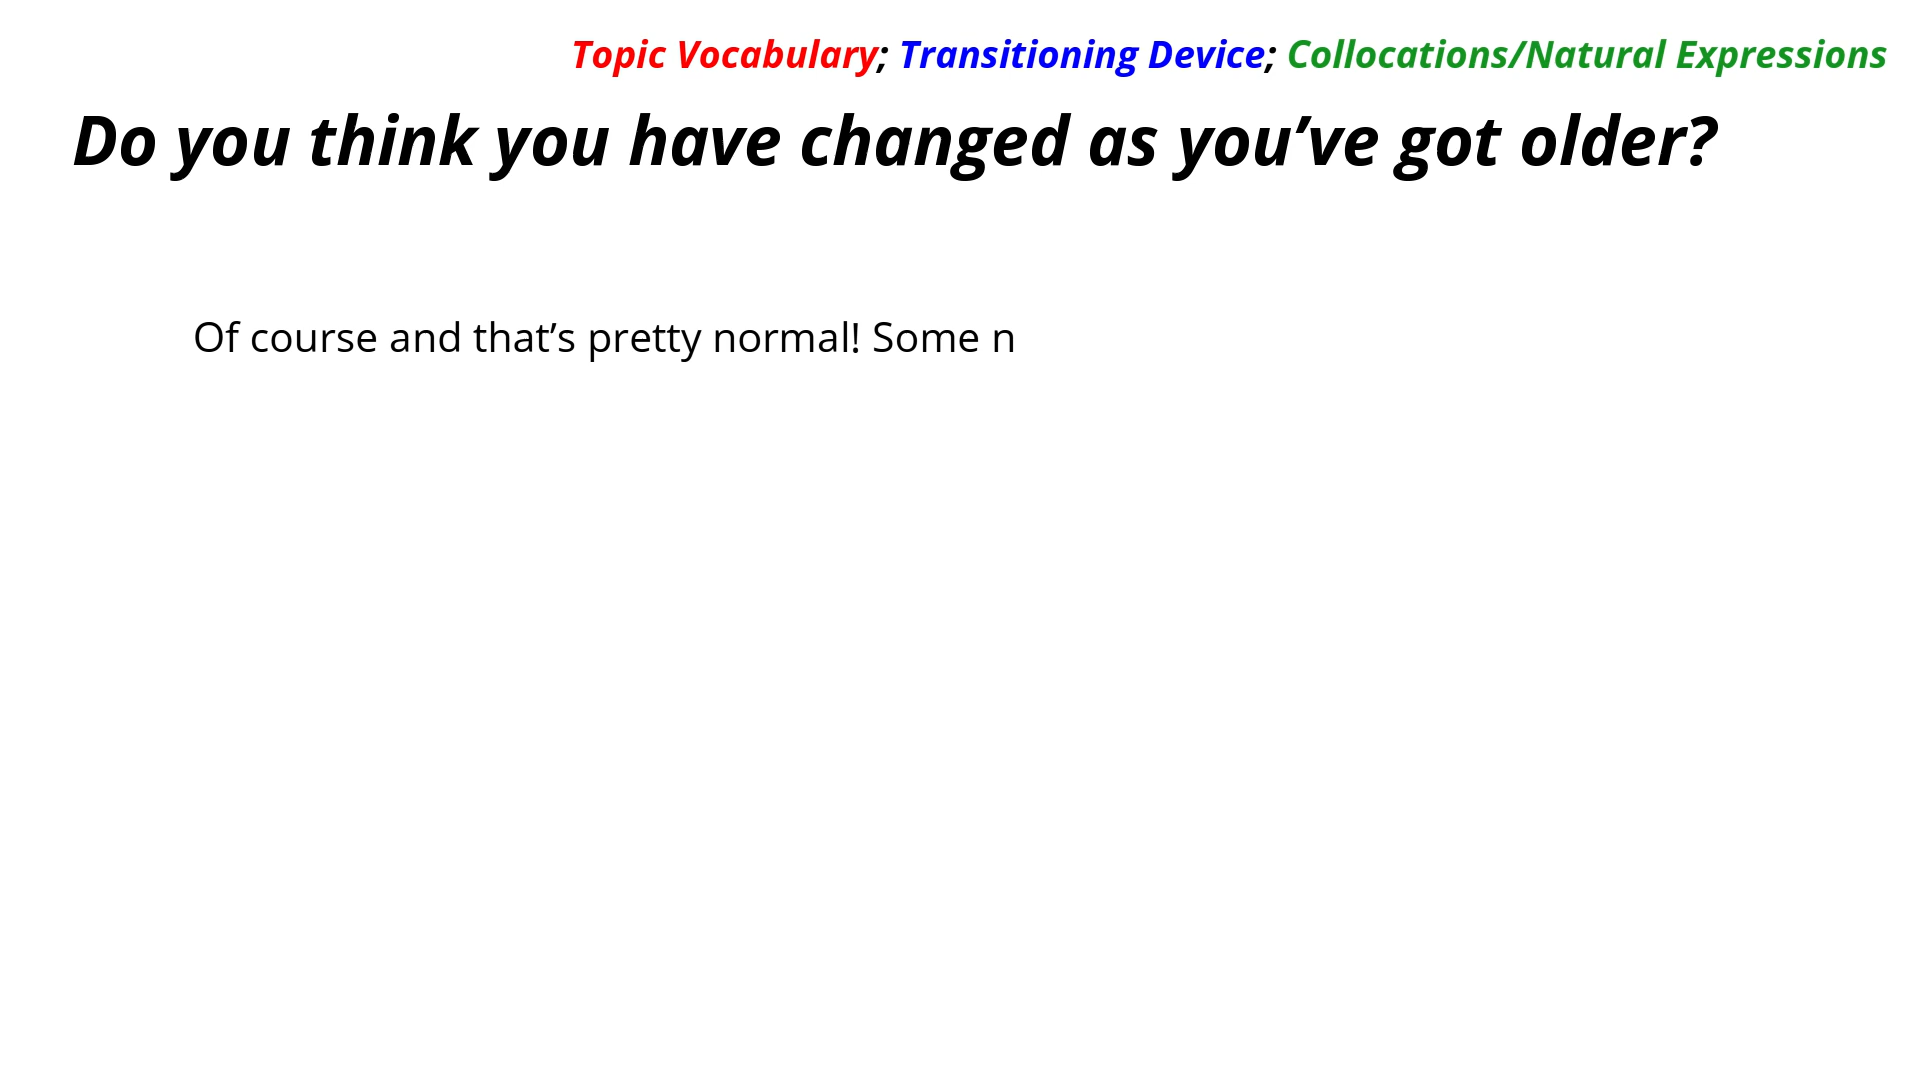 Topic Vocabulary; Transitioning Device; Collocations/Natural Expressions
Do you think you have changed as you’ve got older?
Of course and that’s pretty normal! Some n